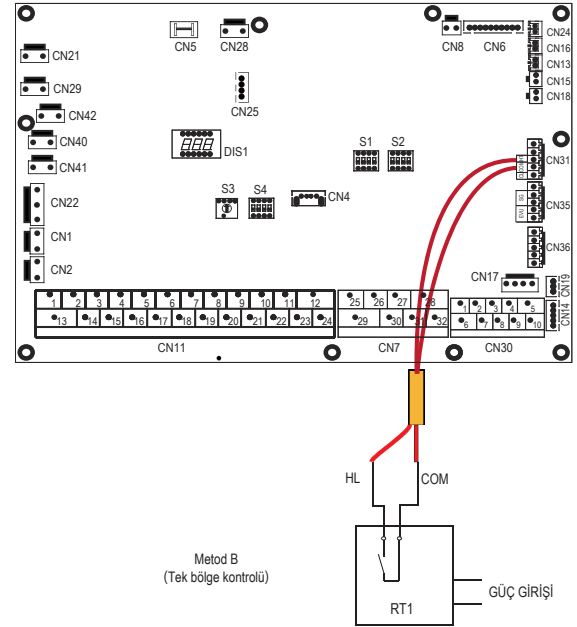 CN21
CN5
CN28
CN8
CN6
CN24
CN16
CN13
CN15
CN18
CN29
CN42
CN25
CN40
CN41
DIS1
S1
S2
CN31
S3
S4
CN4
CN22
CN35
SG
EVU
CN1
CN36
CN2
CN17
CN19
CN14
1 2 3 4 5 6 7 8 9 10 11 12
13 14 15 16 17 18 19 20 21 22 23 24
25 26 27 28
29 30 31 32
1 2 3 4 5
6 7 8 9 10
CN11
CN7
CN30
HL
COM
Metod B
(Tek bölge kontrolü)
RT1
GÜÇ GİRİŞİ